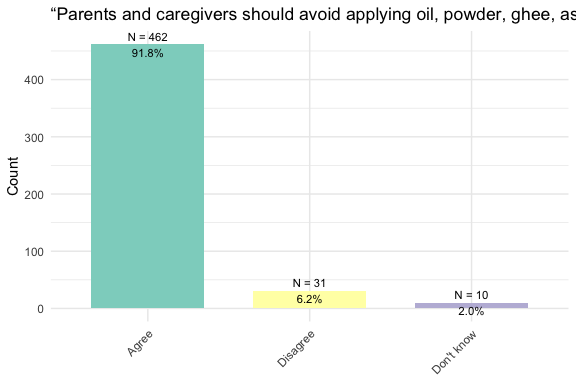 “Parents and caregivers should avoid applying oil, powder, ghee, as
N = 462
91.8%
400
300
200
100
0
Count
N = 31
6.2%
N = 10
2.0%
Agree
Disagree
Don't know